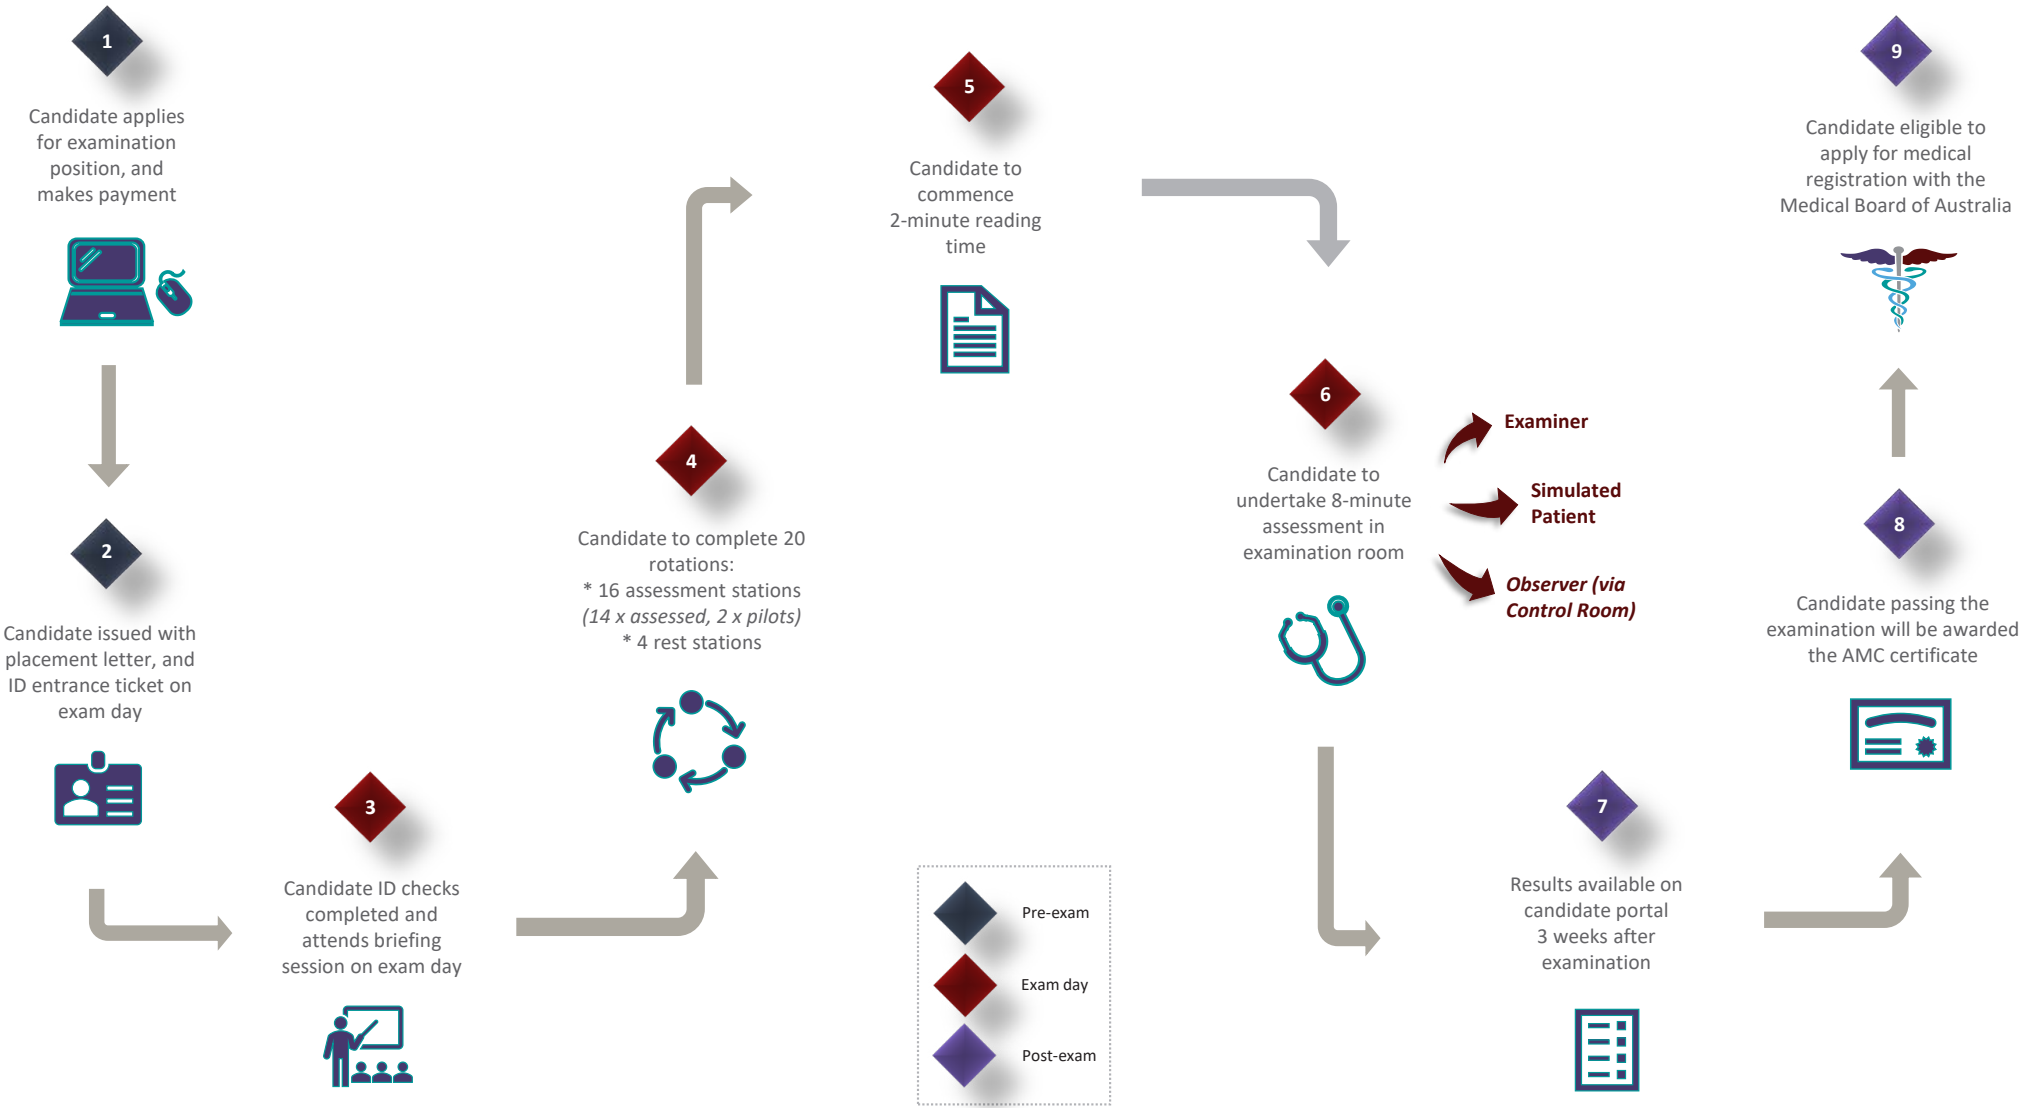 1
Candidate applies
for examination
position, and
makes payment
2
Candidate issued with
placement letter, and
ID entrance ticket on
exam day
3
Candidate ID checks
completed and
attends briefing
session on exam day
4
Candidate to complete 20
rotations:
* 16 assessment stations
(14 x assessed, 2 x pilots)
* 4 rest stations
5
Candidate to
commence
2-minute reading
time
6
Candidate to
undertake 8-minute
assessment in
examination room
Examiner
Simulated
Patient
Observer (via
Control Room)
7
Results available on
candidate portal
3 weeks after
examination
8
Candidate passing the
examination will be awarded
the AMC certificate
9
Candidate eligible to
apply for medical
registration with the
Medical Board of Australia
Pre-exam
Exam day
Post-exam